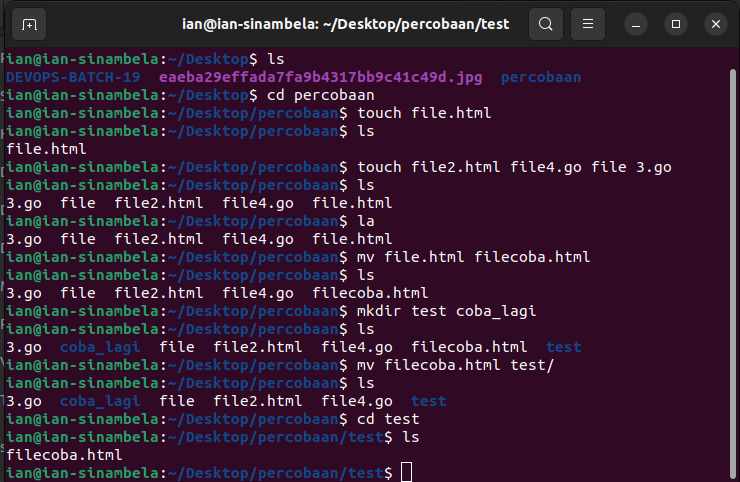 ian@ian-sinambela: ~/Desktop/percobaan/test
ian@ian-sinambela:~/Desktop$ ls
DEVOPS-BATCH-19  eaeba29effada7fa9b4317bb9c41c49d.jpg  percobaan
ian@ian-sinambela:~/Desktop$ cd percobaan
ian@ian-sinambela:~/Desktop/percobaan$ touch file.html
ian@ian-sinambela:~/Desktop/percobaan$ ls
file.html
ian@ian-sinambela:~/Desktop/percobaan$ touch file2.html file4.go file 3.go
ian@ian-sinambela:~/Desktop/percobaan$ ls
3.go  file  file2.html  file4.go  file.html
ian@ian-sinambela:~/Desktop/percobaan$ la
3.go  file  file2.html  file4.go  file.html
ian@ian-sinambela:~/Desktop/percobaan$ mv file.html filecoba.html
ian@ian-sinambela:~/Desktop/percobaan$ ls
3.go  file  file2.html  file4.go  filecoba.html
ian@ian-sinambela:~/Desktop/percobaan$ mkdir test coba_lagi
ian@ian-sinambela:~/Desktop/percobaan$ ls
3.go  coba_lagi  file  file2.html  file4.go  filecoba.html  test
ian@ian-sinambela:~/Desktop/percobaan$ mv filecoba.html test/
ian@ian-sinambela:~/Desktop/percobaan$ ls
3.go  coba_lagi  file  file2.html  file4.go  test
ian@ian-sinambela:~/Desktop/percobaan$ cd test
ian@ian-sinambela:~/Desktop/percobaan/test$ ls
filecoba.html
ian@ian-sinambela:~/Desktop/percobaan/test$